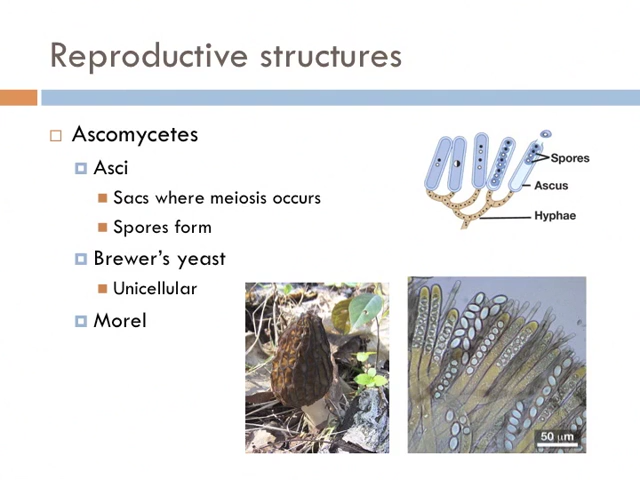 Reproductive structures
Ascomycetes
Asci
Sacs where meiosis occurs
Spores form
Brewer's yeast
Unicellular
Morel
Spores
Ascus
Hyphae
50 µm